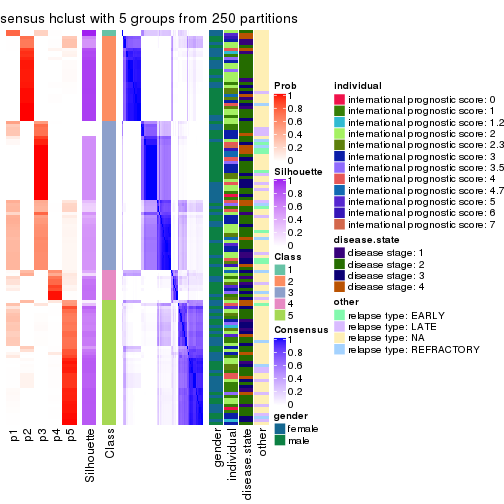 sensus hclust with 5 groups from 250 partitions
Prob
1
0.8
0.6
0.4
0.2
0
Silhouette
1
0.8
0.6
0.4
0.2
0
Class
1
2
3
4
5
Consensus
1
0.8
0.6
0.4
0.2
0
gender
female
male
individual
international prognostic score: 0
international prognostic score: 1
international prognostic score: 1.2
international prognostic score: 2
international prognostic score: 2.3
international prognostic score: 3
international prognostic score: 3.5
international prognostic score: 4
international prognostic score: 4.7
international prognostic score: 5
international prognostic score: 6
international prognostic score: 7
disease.state
disease stage: 1
disease stage: 2
disease stage: 3
disease stage: 4
other
relapse type: EARLY
relapse type: LATE
relapse type: NA
relapse type: REFRACTORY
p1
p2
p3
p4
p5
Silhouette
Class
gender
individual
disease.state
other